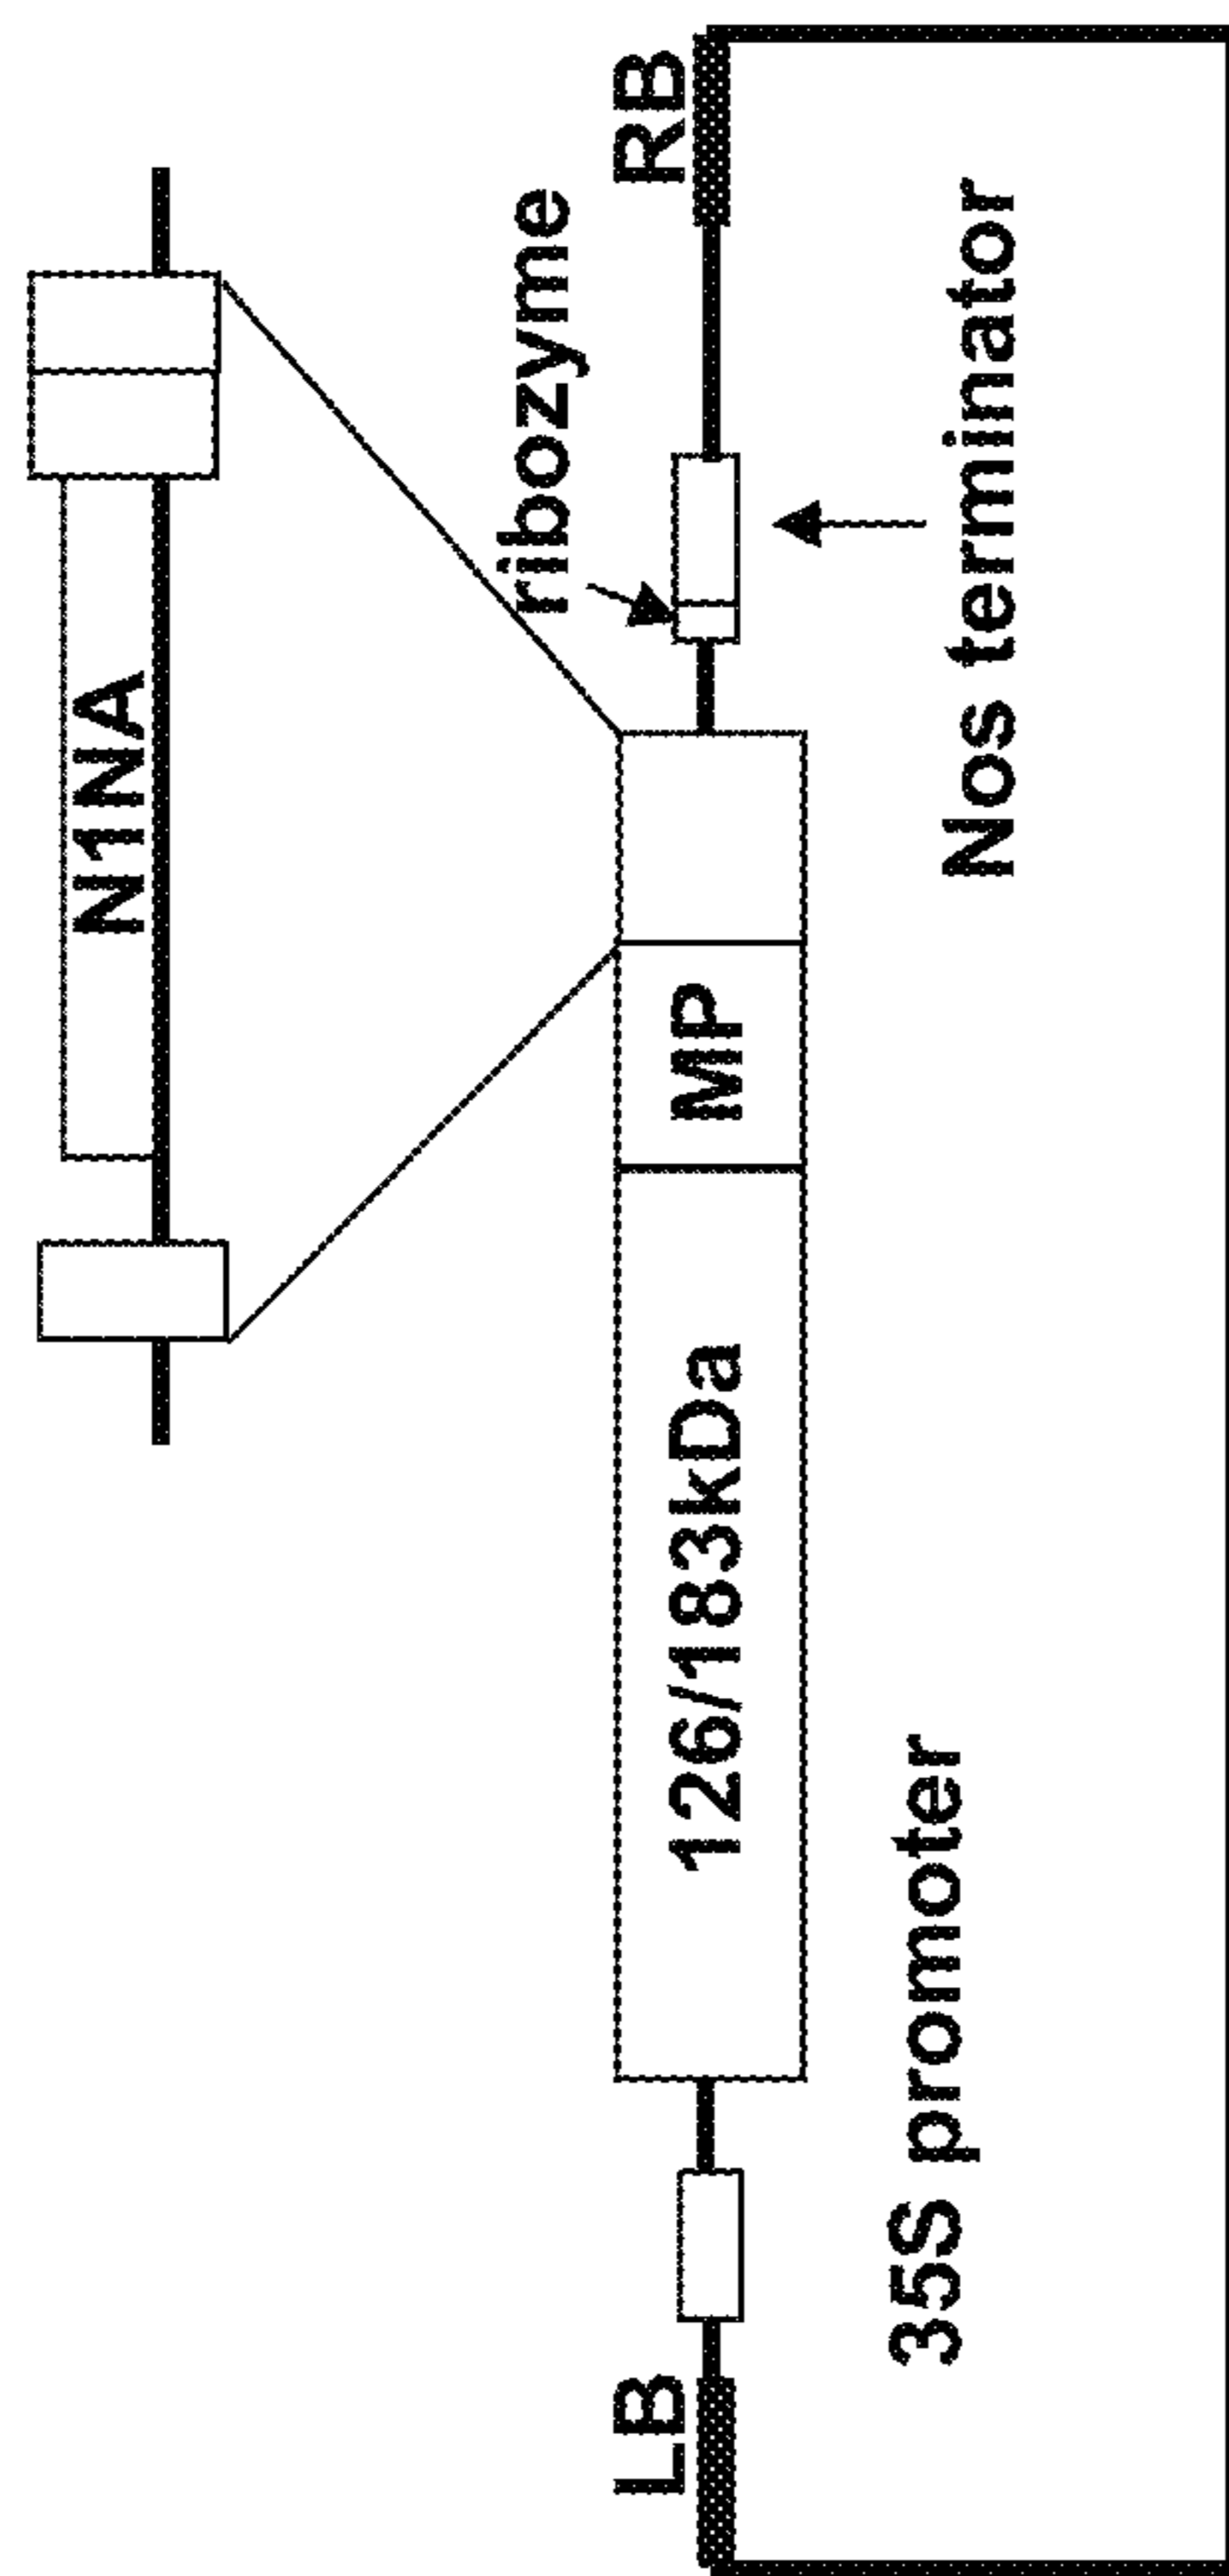 N1NA
ribozyme
LB
126/183kDa
MP
RB
35S promoter
Nos terminator